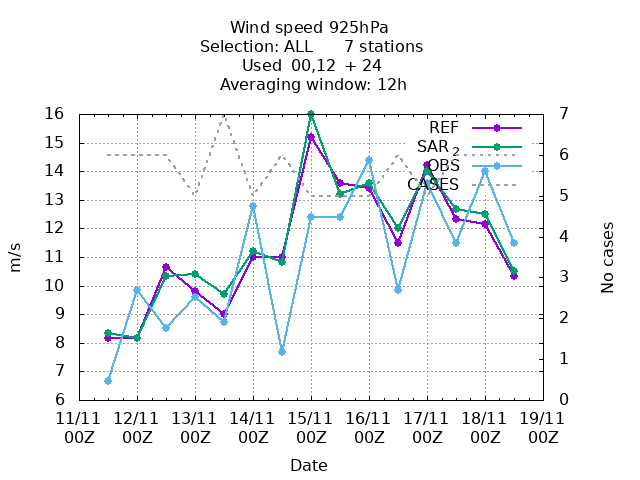 Wind speed 925hPa
Selection: ALL 7 stations
Used 00,12 + 24
Averaging window: 12h
16
15
14
13
12
11
10
9
8
7
6
m/s
7
6
5
4
3
2
1
0
No cases
REF
SAR 2
OBS
CASES
11/11 12/11 13/11 14/11 15/11 16/11 17/11 18/11 19/11
00Z 00Z 00Z 00Z 00Z 00Z 00Z 00Z 00Z
Date